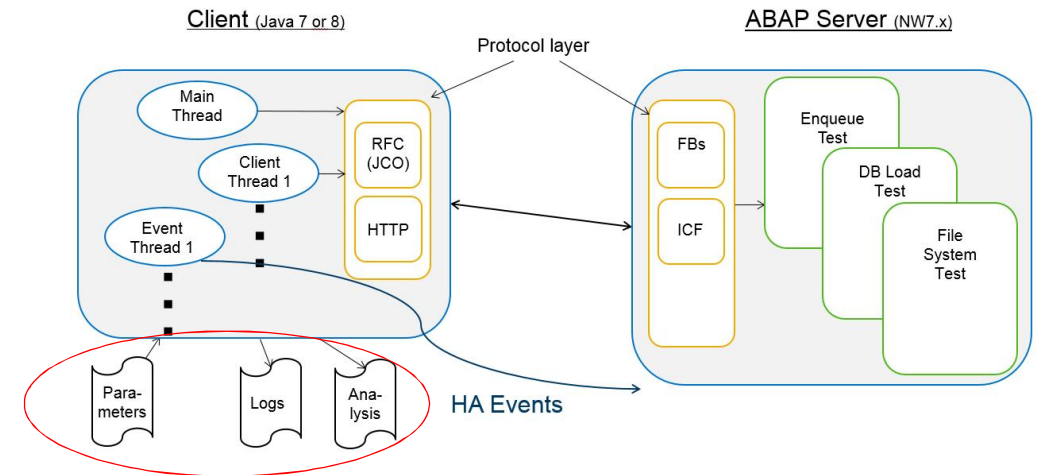 Client (Java 7 or 8)
ABAP Server (NW7.x)
Protocol layer
Main
Thread
Client
Thread 1
Event
Thread 1
RFC
(JCO)
HTTP
FBs
ICF
Enqueue
Test
DB Load
Test
File
System
Test
Para-
meters
Logs
Ana-
lysis
HA Events